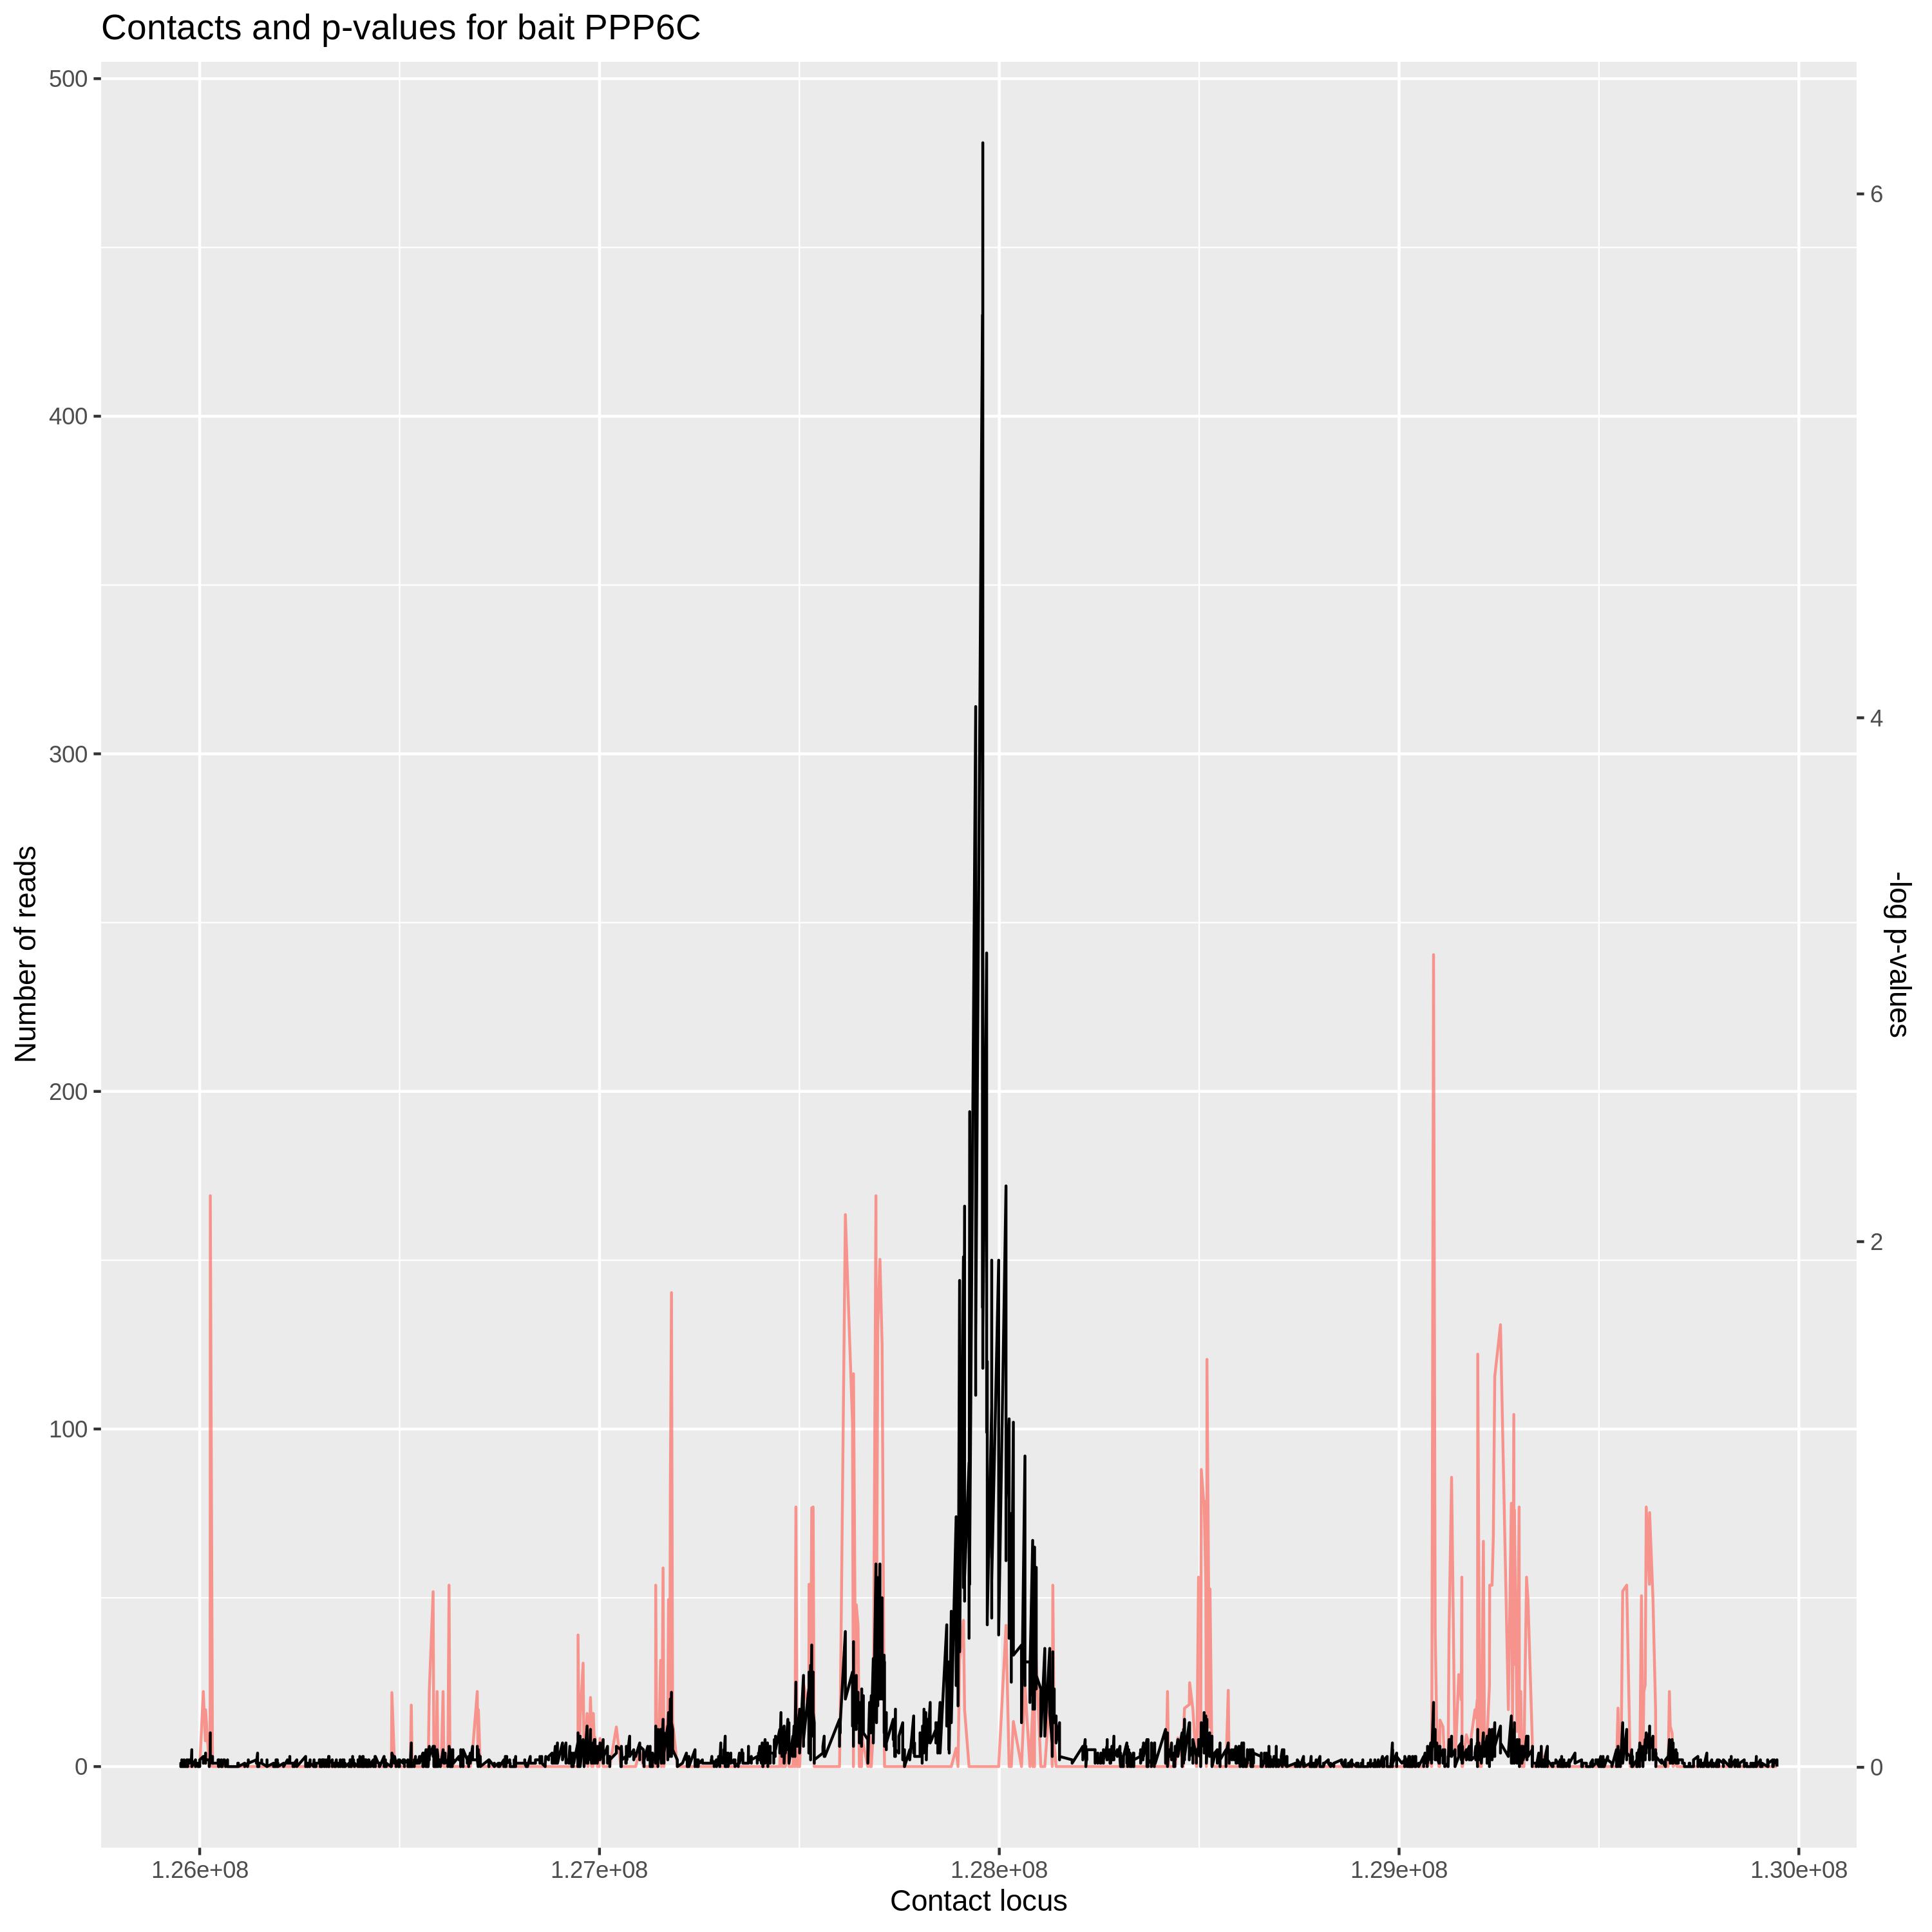 Contacts and p-values for bait PPP6C
500
400
300
200
100
0
Number of reads
6
4
2
0
-log p-values
1.26e+08
1.27e+08
1.28e+08
1.29e+08
1.30e+08
Contact locus